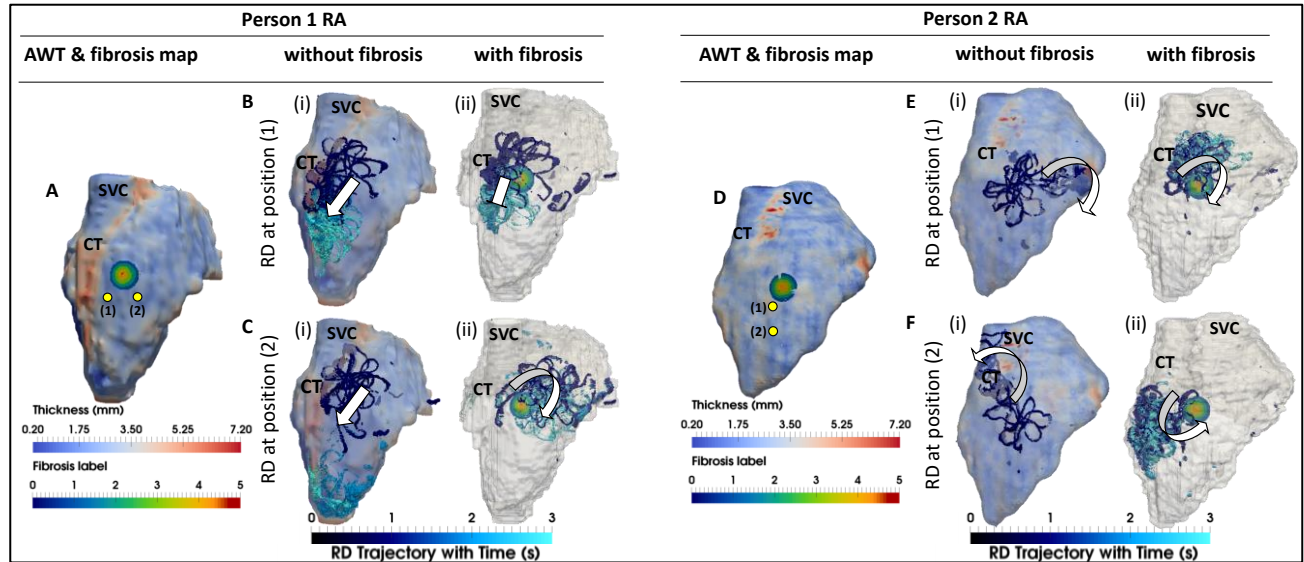 Person 1 RA
Person 2 RA
AWT & fibrosis map
without fibrosis
with fibrosis
AWT & fibrosis map
without fibrosis
with fibrosis
A
SVC
CT
(1)
(2)
Thickness (mm)
0.20 1.75 3.50 5.25 7.20
Fibrosis label
0 1 2 3 4 5
RD at position (1)
B
(i)
SVC
CT
(ii)
SVC
CT
RD at position (2)
C
(i)
SVC
CT
(ii)
SVC
CT
0 1 2 3
RD Trajectory with Time (s)
D
SVC
CT
(1)
(2)
Thickness (mm)
0.20 1.75 3.50 5.25 7.20
Fibrosis label
0 1 2 3 4 5
RD at position (1)
E
(i)
SVC
CT
(ii)
SVC
CT
RD at position (2)
F
(i)
SVC
CT
(ii)
SVC
CT
0 1 2 3
RD Trajectory with Time (s)